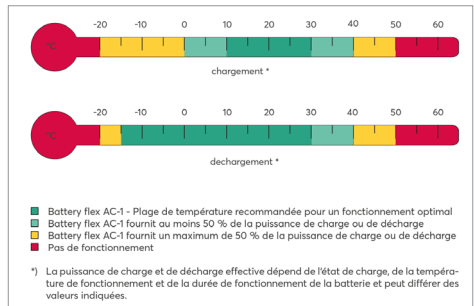 -20 -10 0 10 20 30 40 50 60
°C
chargement *
-20 -10 0 10 20 30 40 50 60
°C
dechargement *
Battery flex AC-1 - Plage de température recommandée pour un fonctionnement optimal
Battery flex AC-1 fournit au moins 50 % de la puissance de charge ou de décharge
Battery flex AC-1 fournit un maximum de 50 % de la puissance de charge ou de décharge
Pas de fonctionnement
*) La puissance de charge et de décharge effective dépend de l'état de charge, de la tempéra-
ture de fonctionnement et de la durée de fonctionnement de la batterie et peut différer des
valeurs indiquées.